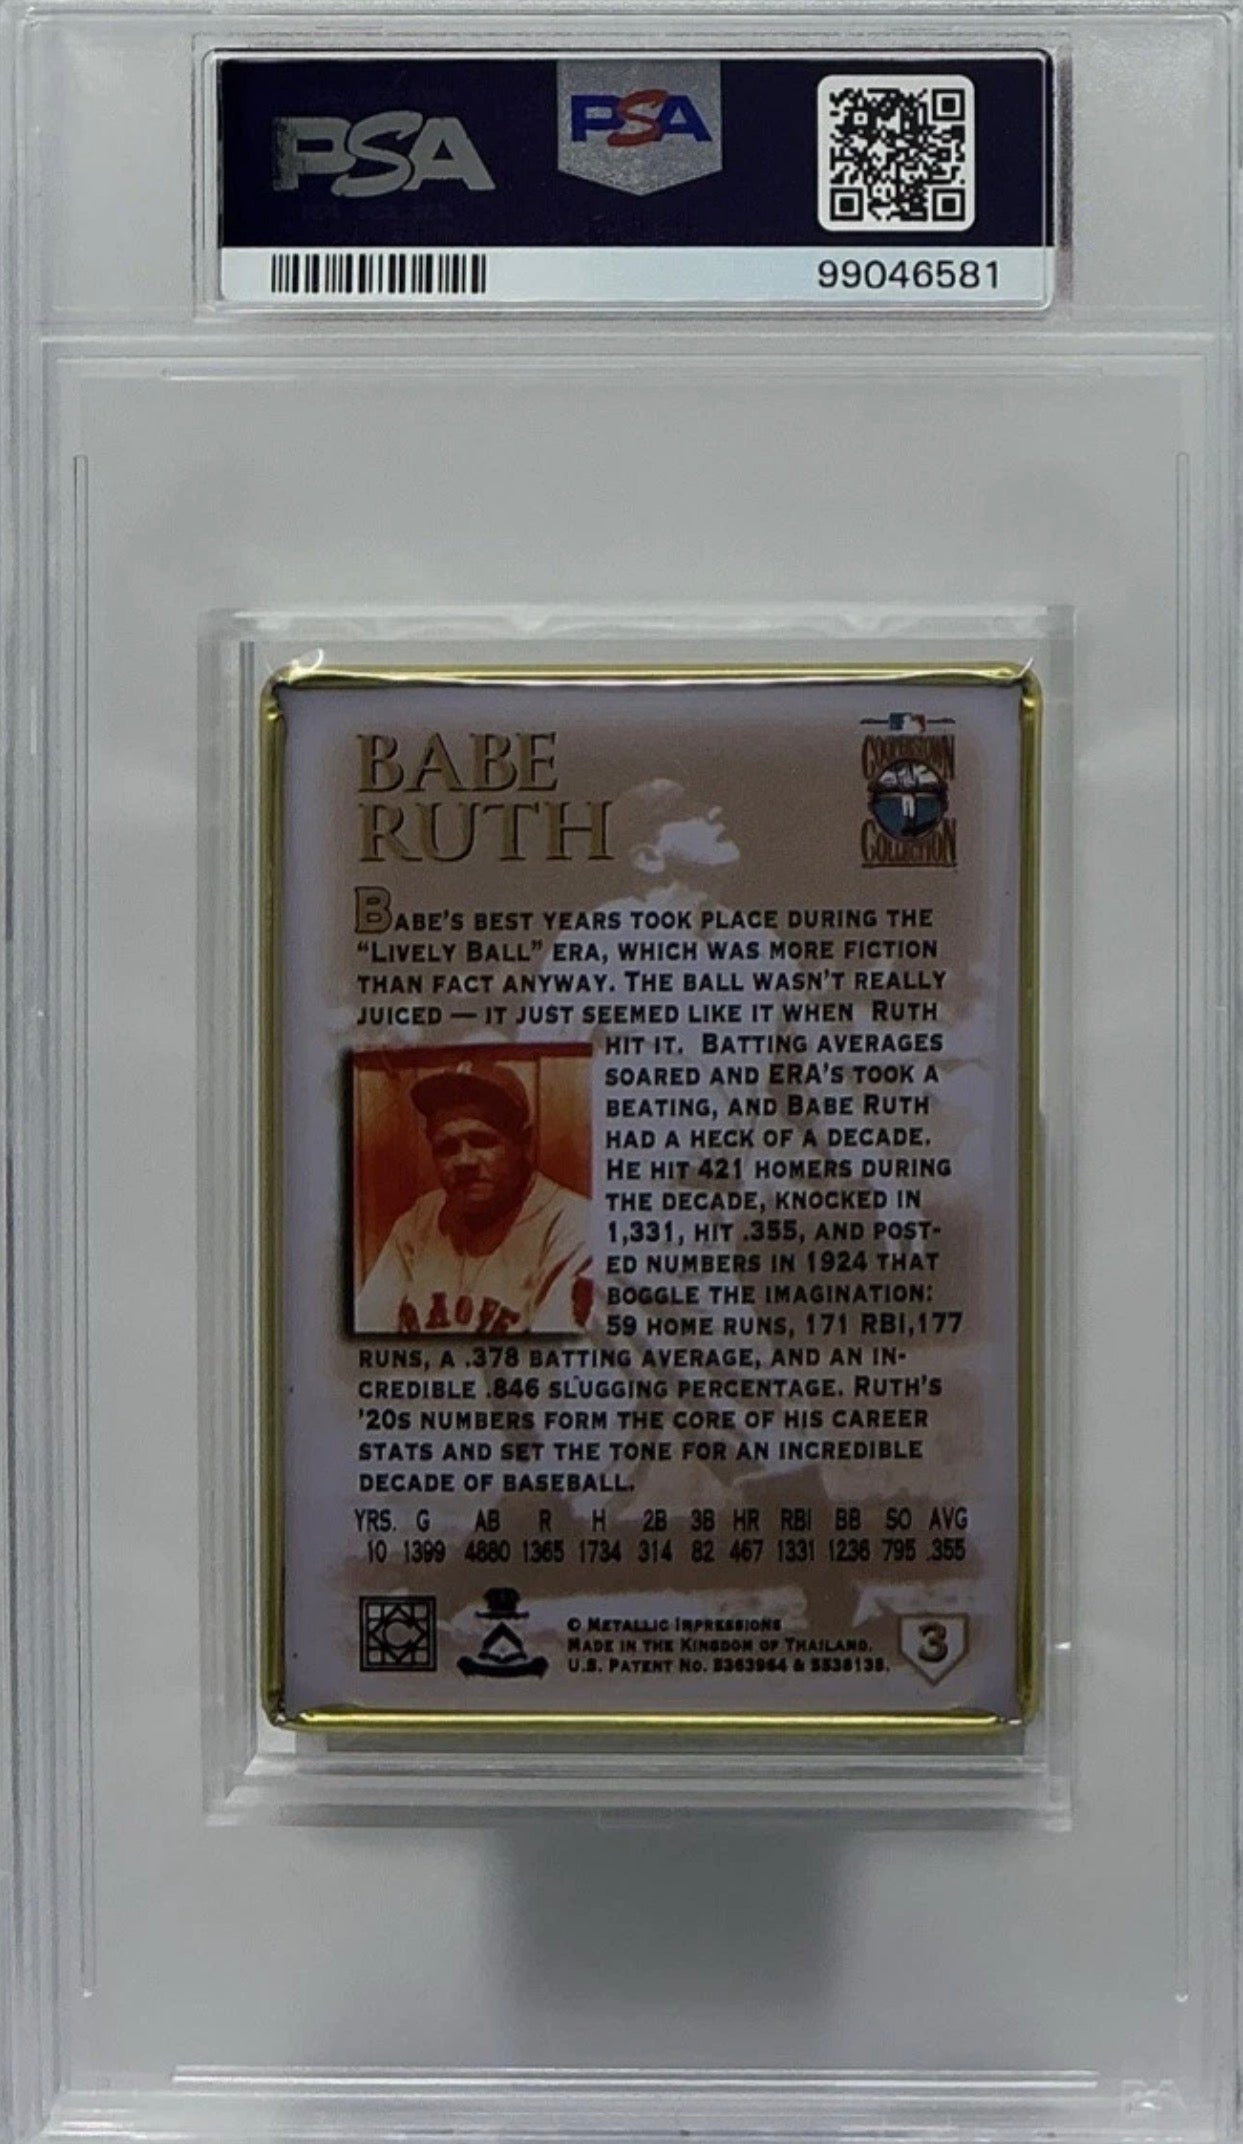 PSA
PSA
99046581
BABE
RUTH
COOPERSTOWN
COLLECTION
BABE'S BEST YEARS TOOK PLACE DURING THE
"LIVELY BALL" ERA, WHICH WAS MORE FICTION
THAN FACT ANYWAY. THE BALL WASN'T REALLY
JUICED — IT JUST SEEMED LIKE IT WHEN RUTH
HIT IT. BATTING AVERAGES
SOARED AND ERA'S TOOK A
BEATING, AND BABE RUTH
HAD A HECK OF A DECADE.
HE HIT 421 HOMERS DURING
THE DECADE, KNOCKED IN
1,331, HIT .355, AND POST-
ED NUMBERS IN 1924 THAT
BOGGLE THE IMAGINATION:
59 HOME RUNS, 171 RBI,177
RUNS, A .378 BATTING AVERAGE, AND AN IN-
CREDIBLE .846 SLUGGING PERCENTAGE. RUTH'S
'20S NUMBERS FORM THE CORE OF HIS CAREER
STATS AND SET THE TONE FOR AN INCREDIBLE
DECADE OF BASEBALL.
YRS. G AB R H 2B 3B HR RBI BB SO AVG
10 1399 4880 1365 1734 314 82 467 1331 1236 795 .355
© METALLIC IMPRESSIONS
MADE IN THE KINGDOM OF THAILAND.
U.S. PATENT NO. 5363964 & 5538138.
3